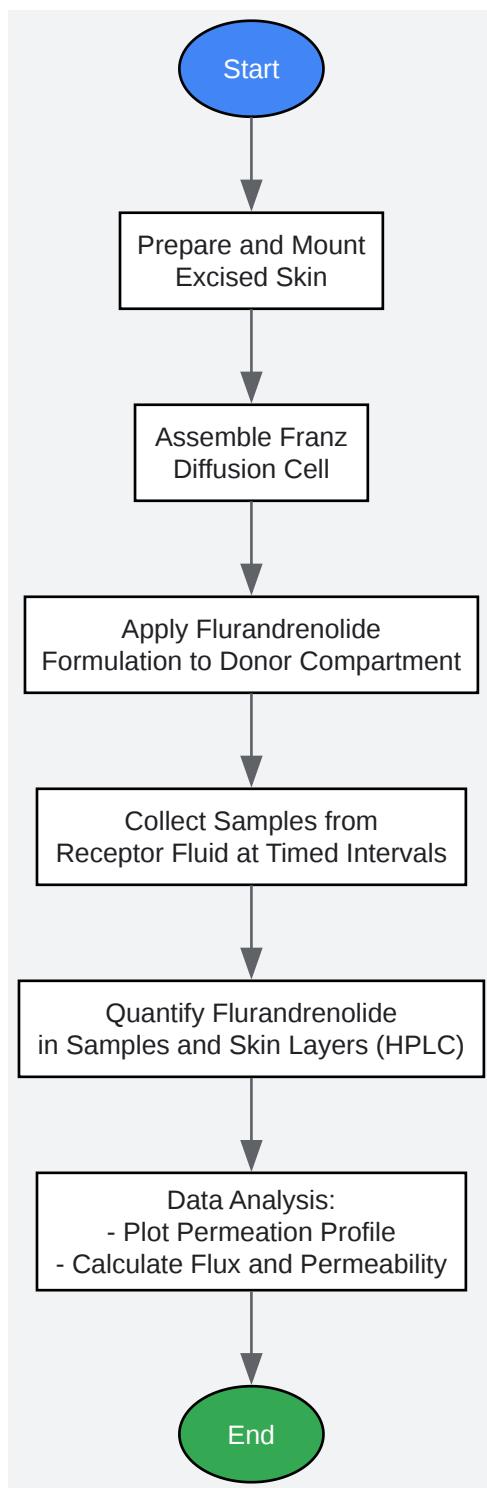 Start
Prepare and Mount
Excised Skin
Assemble Franz
Diffusion Cell
Apply Flurandrenolide
Formulation to Donor Compartment
Collect Samples from
Receptor Fluid at Timed Intervals
Quantify Flurandrenolide
in Samples and Skin Layers (HPLC)
Data Analysis:
- Plot Permeation Profile
- Calculate Flux and Permeability
End